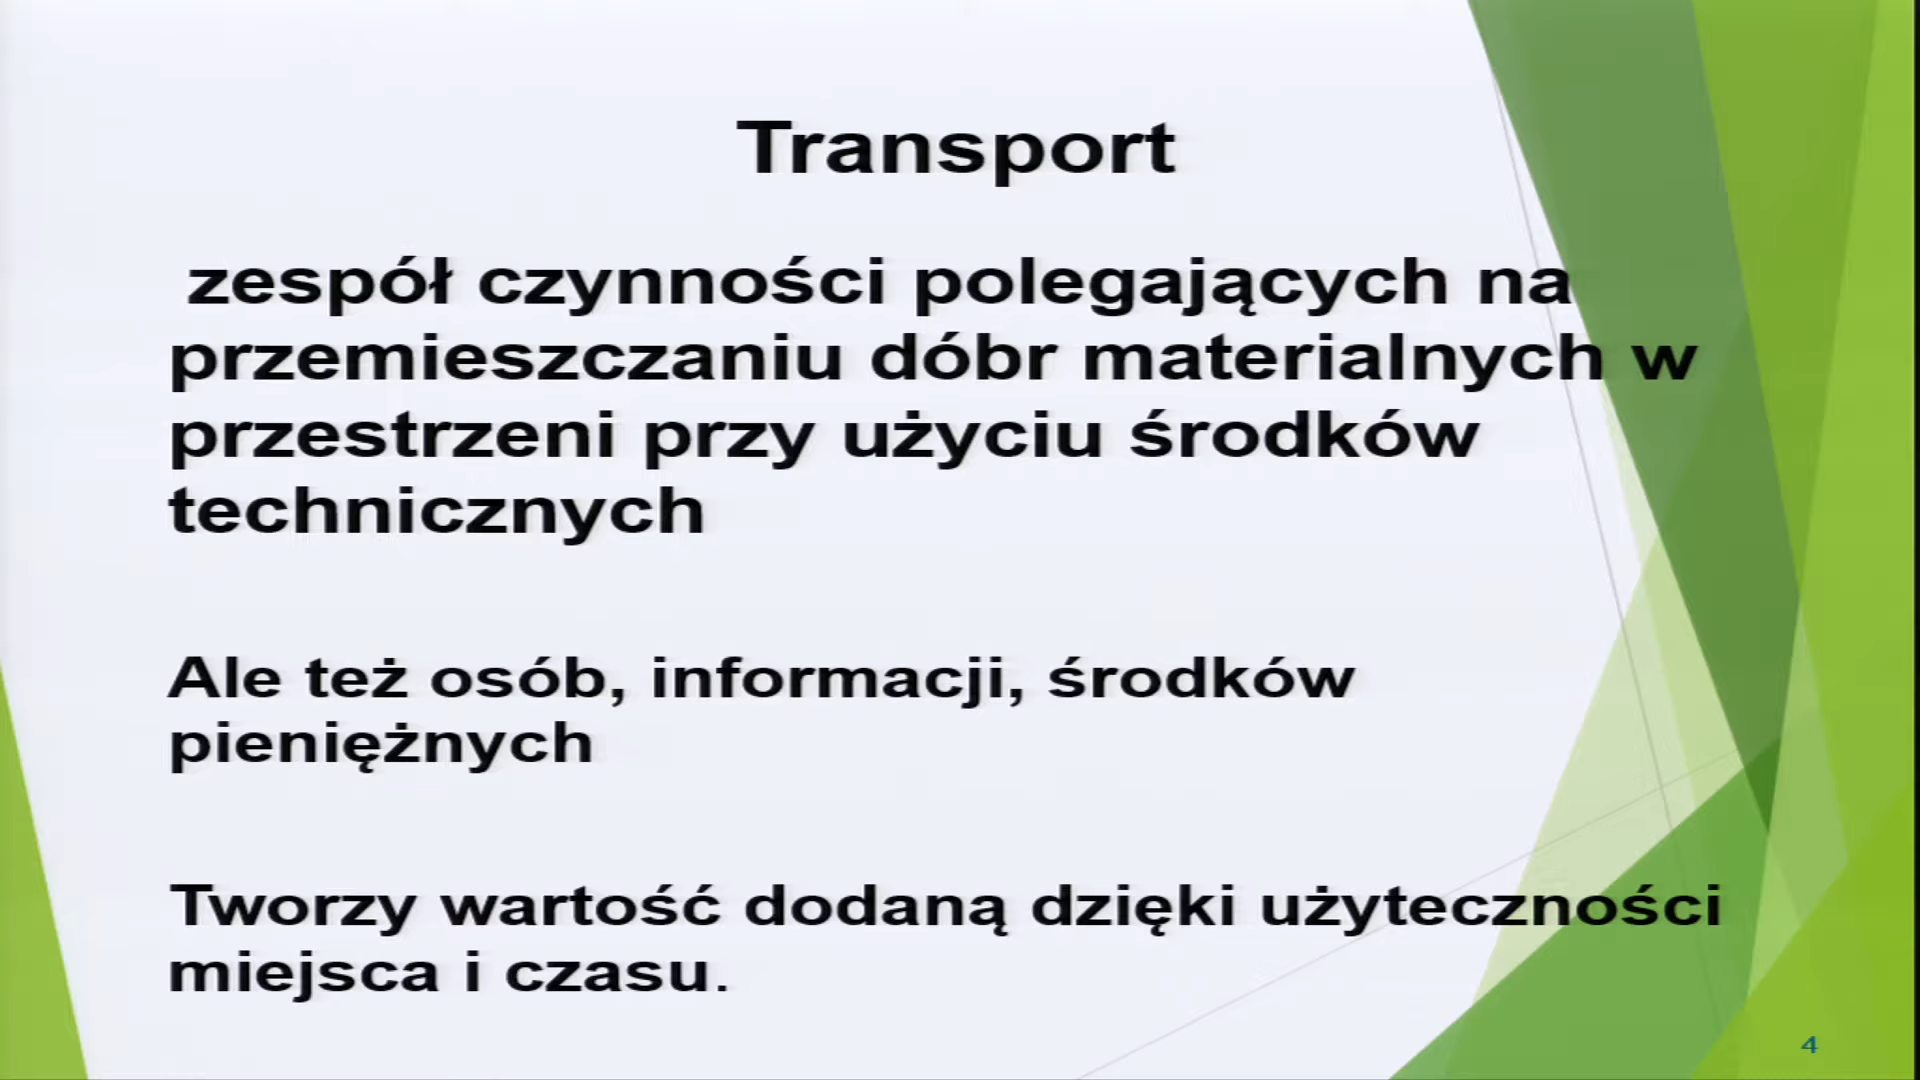 Transport
zespół czynności polegających na
przemieszczaniu dóbr materialnych w
przestrzeni przy użyciu środków
technicznych
Ale też osób, informacji, środków
pieniężnych
Tworzy wartość dodaną dzięki użyteczności
miejsca i czasu.
4